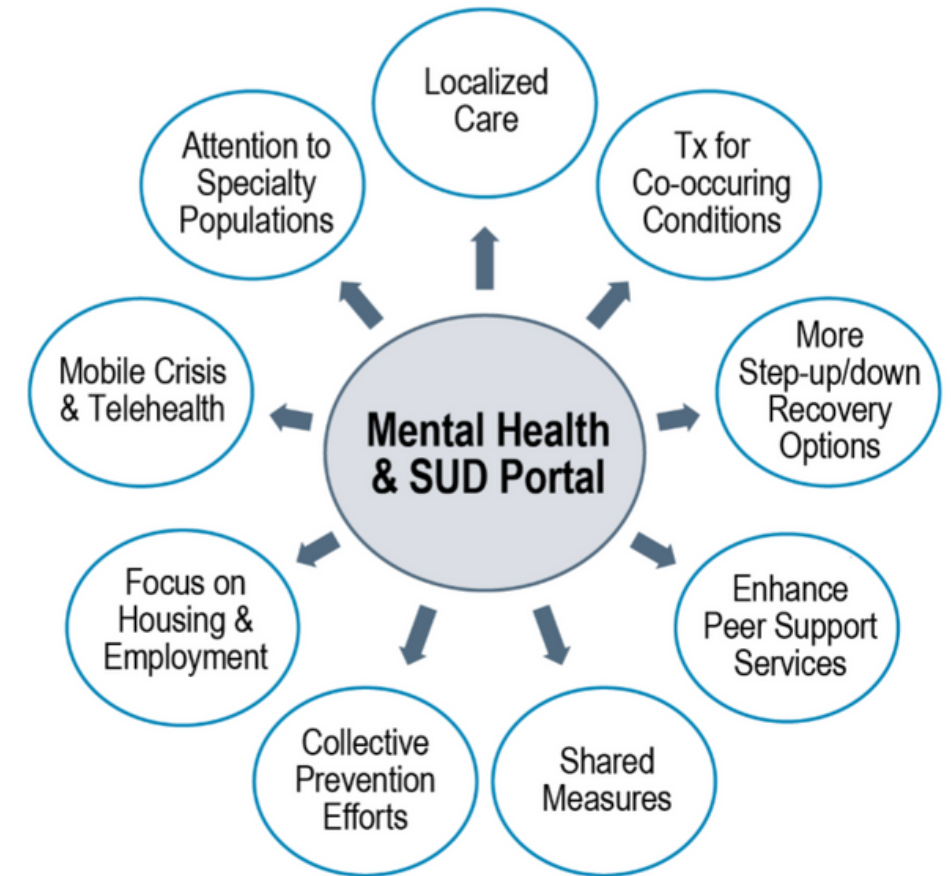 Localized
Care
Tx for
Co-occuring
Conditions
More
Step-up/down
Recovery
Options
Enhance
Peer Support
Services
Shared
Measures
Collective
Prevention
Efforts
Focus on
Housing &
Employment
Mobile Crisis
& Telehealth
Attention to
Specialty
Populations
Mental Health
& SUD Portal